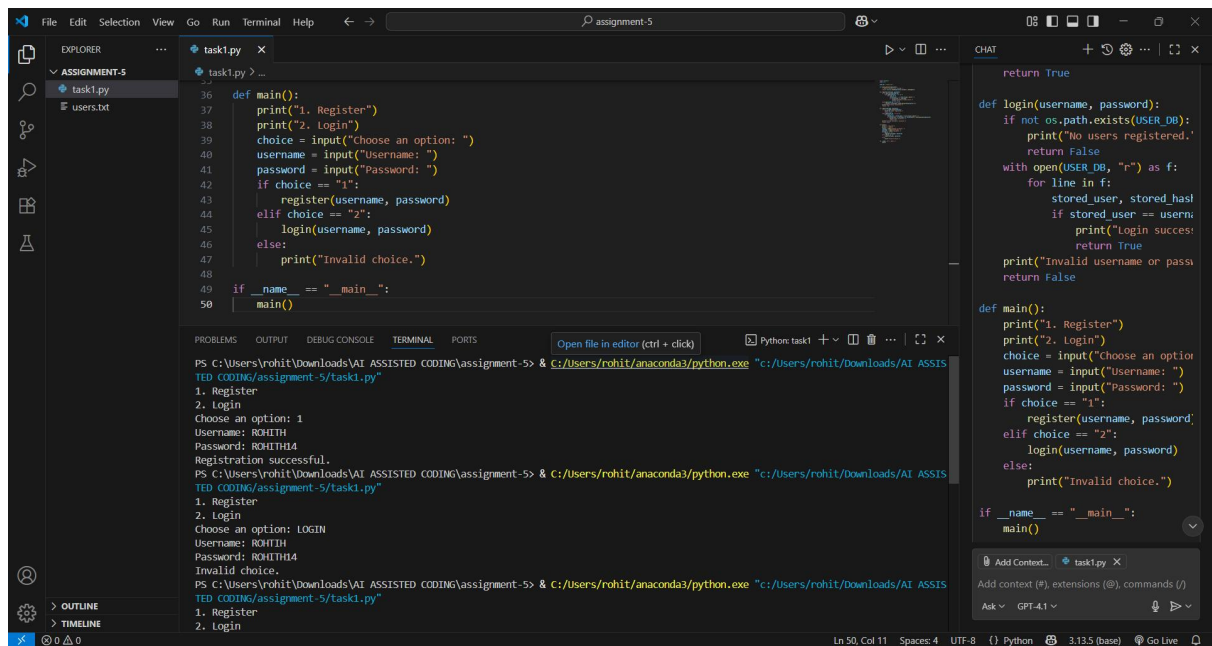 File Edit Selection View Go Run Terminal Help
assignment-5
EXPLORER
ASSIGNMENT-5
task1.py
users.txt
OUTLINE
TIMELINE
task1.py
task1.py > ...
35
36 def main():
37 print("1. Register")
38 print("2. Login")
39 choice = input("Choose an option: ")
40 username = input("Username: ")
41 password = input("Password: ")
42 if choice == "1":
43 register(username, password)
44 elif choice == "2":
45 login(username, password)
46 else:
47 print("Invalid choice.")
48
49 if __name__ == "__main__":
50 main()
PROBLEMS OUTPUT DEBUG CONSOLE TERMINAL PORTS
Open file in editor (ctrl + click)
Python: task1
PS C:\Users\rohit\Downloads\AI ASSISTED CODING\assignment-5> & C:/Users/rohit/anaconda3/python.exe "c:/Users/rohit/Downloads/AI ASSIS
TED CODING/assignment-5/task1.py"
1. Register
2. Login
Choose an option: 1
Username: ROHITH
Password: ROHITH14
Registration successful.
PS C:\Users\rohit\Downloads\AI ASSISTED CODING\assignment-5> & C:/Users/rohit/anaconda3/python.exe "c:/Users/rohit/Downloads/AI ASSIS
TED CODING/assignment-5/task1.py"
1. Register
2. Login
Choose an option: LOGIN
Username: ROHTIH
Password: ROHITH14
Invalid choice.
PS C:\Users\rohit\Downloads\AI ASSISTED CODING\assignment-5> & C:/Users/rohit/anaconda3/python.exe "c:/Users/rohit/Downloads/AI ASSIS
TED CODING/assignment-5/task1.py"
1. Register
2. Login
CHAT
return True
def login(username, password):
if not os.path.exists(USER_DB):
print("No users registered."
return False
with open(USER_DB, "r") as f:
for line in f:
stored_user, stored_hash
if stored_user == userna
print("Login success
return True
print("Invalid username or passw
return False
def main():
print("1. Register")
print("2. Login")
choice = input("Choose an option
username = input("Username: ")
password = input("Password: ")
if choice == "1":
register(username, password)
elif choice == "2":
login(username, password)
else:
print("Invalid choice.")
if __name__ == "__main__":
main()
Add Context... task1.py
Add context (#), extensions (@), commands (/)
Ask GPT-4.1
0 0 Ln 50, Col 11 Spaces: 4 UTF-8 {} Python 3.13.5 (base) Go Live